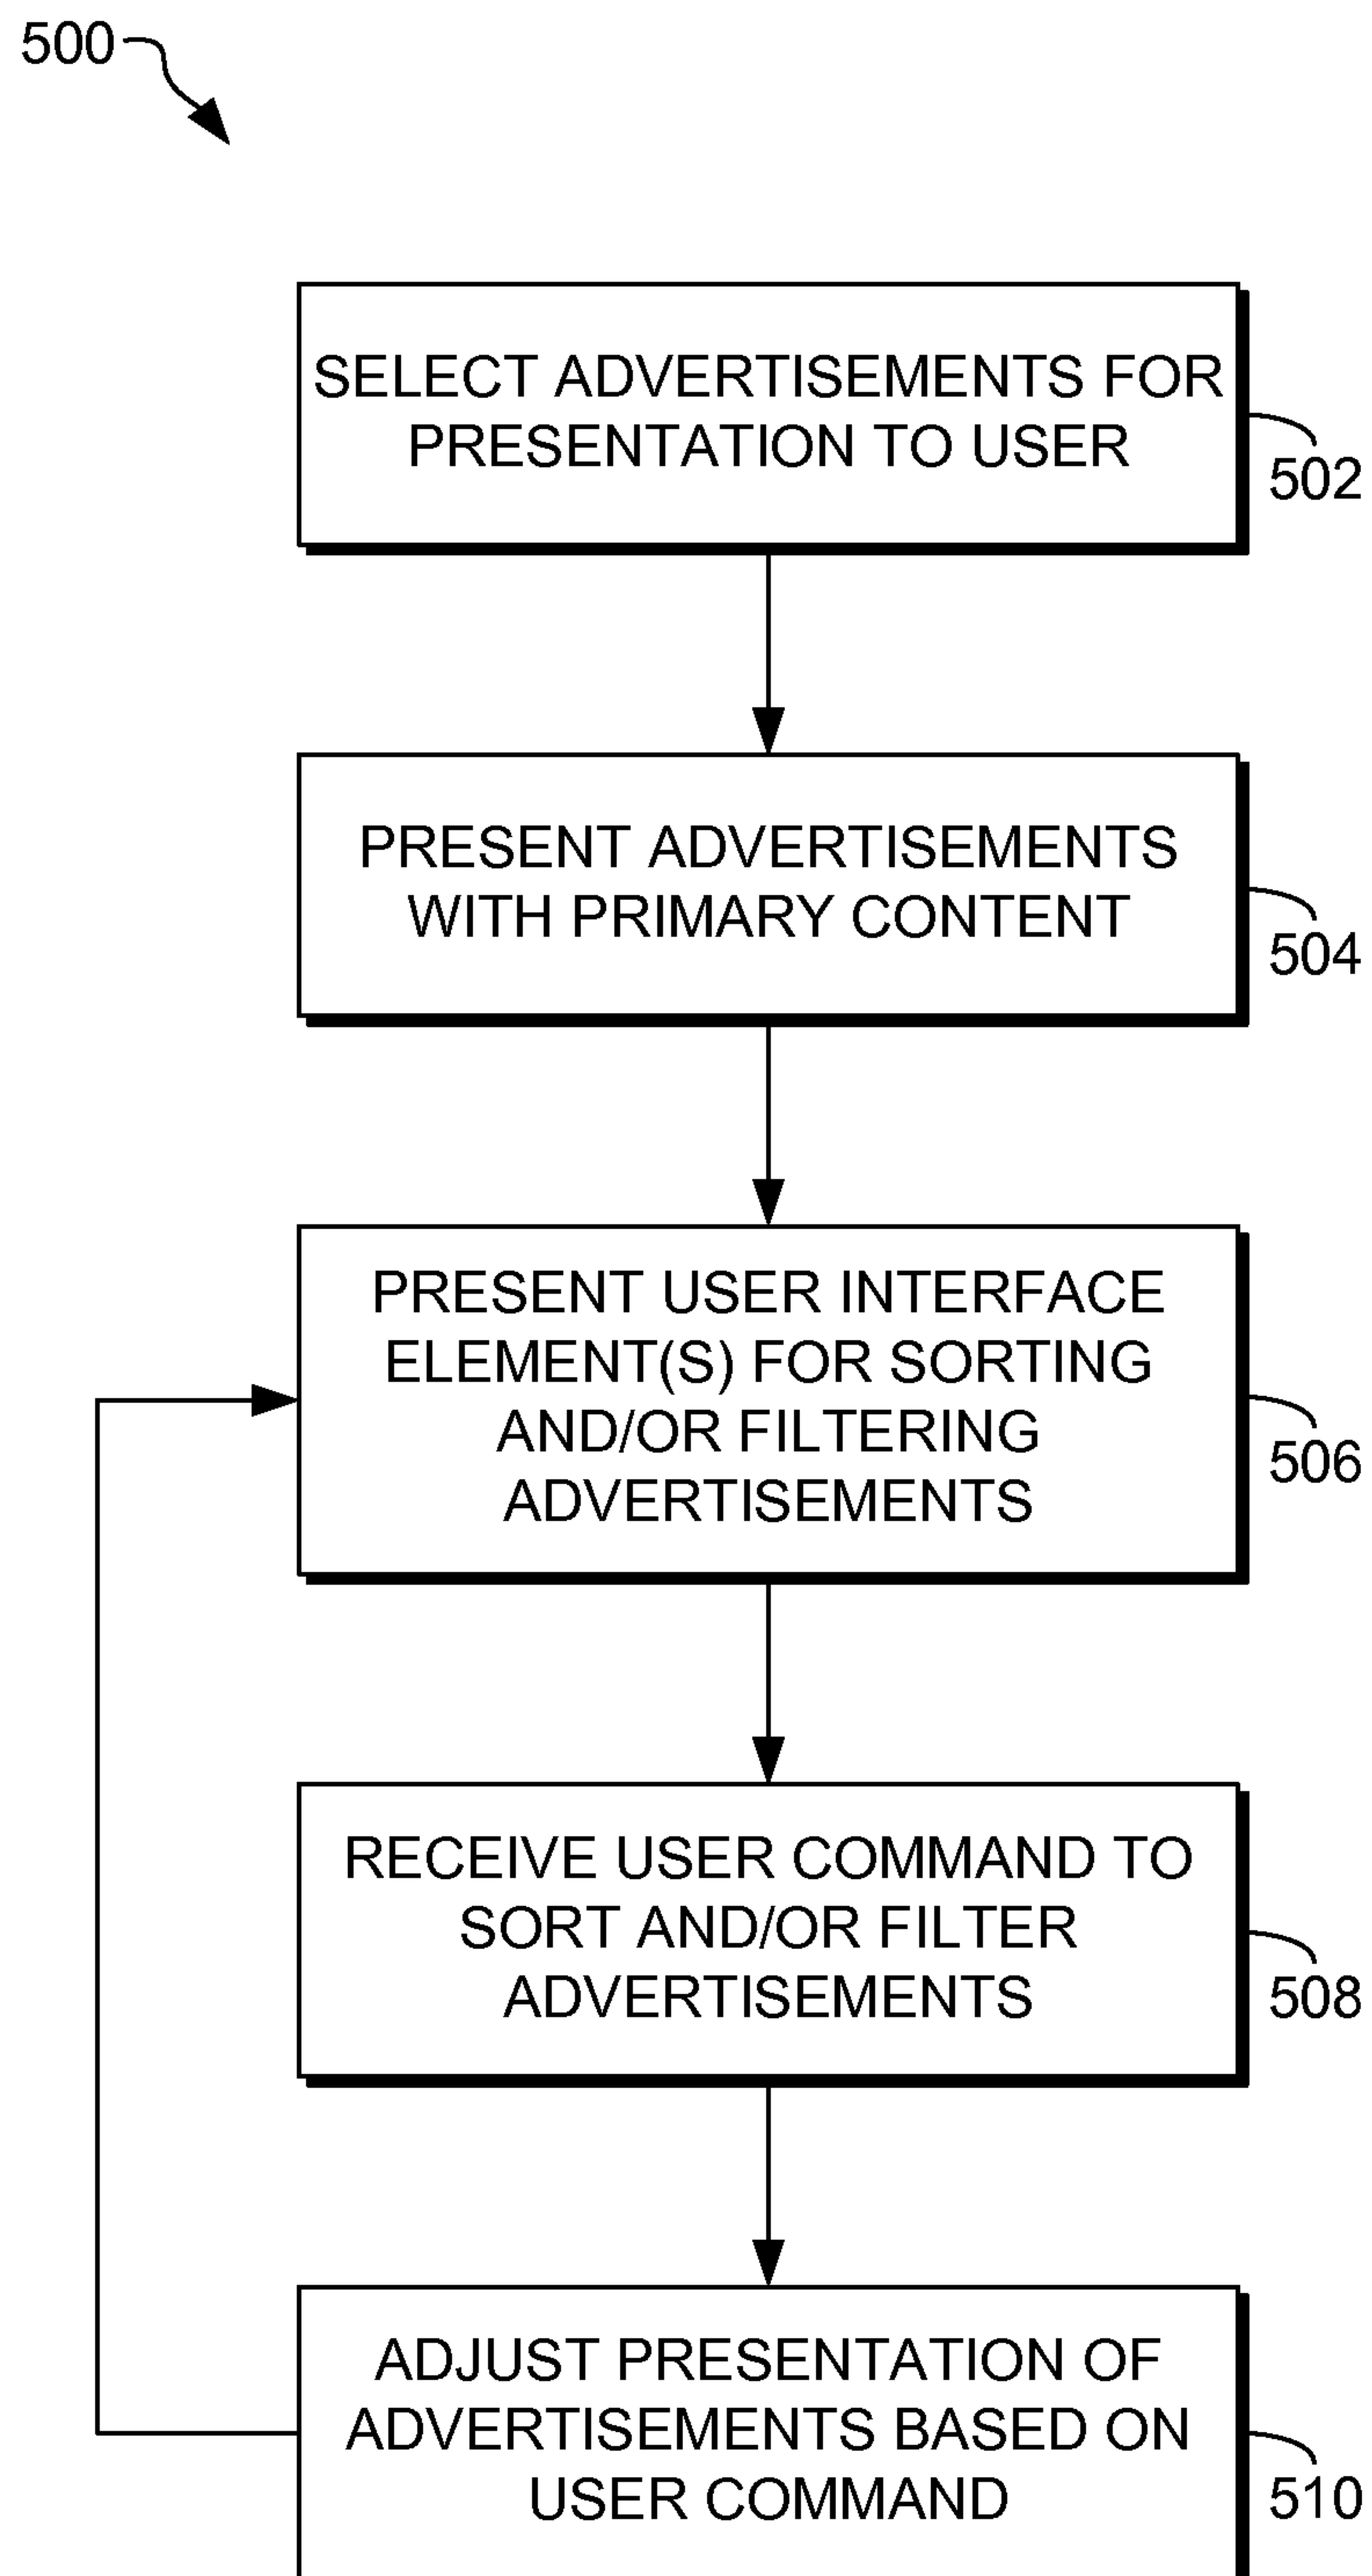 500
SELECT ADVERTISEMENTS FOR
PRESENTATION TO USER
502
PRESENT ADVERTISEMENTS
WITH PRIMARY CONTENT
504
PRESENT USER INTERFACE
ELEMENT(S) FOR SORTING
AND/OR FILTERING
ADVERTISEMENTS
506
RECEIVE USER COMMAND TO
SORT AND/OR FILTER
ADVERTISEMENTS
508
ADJUST PRESENTATION OF
ADVERTISEMENTS BASED ON
USER COMMAND
510